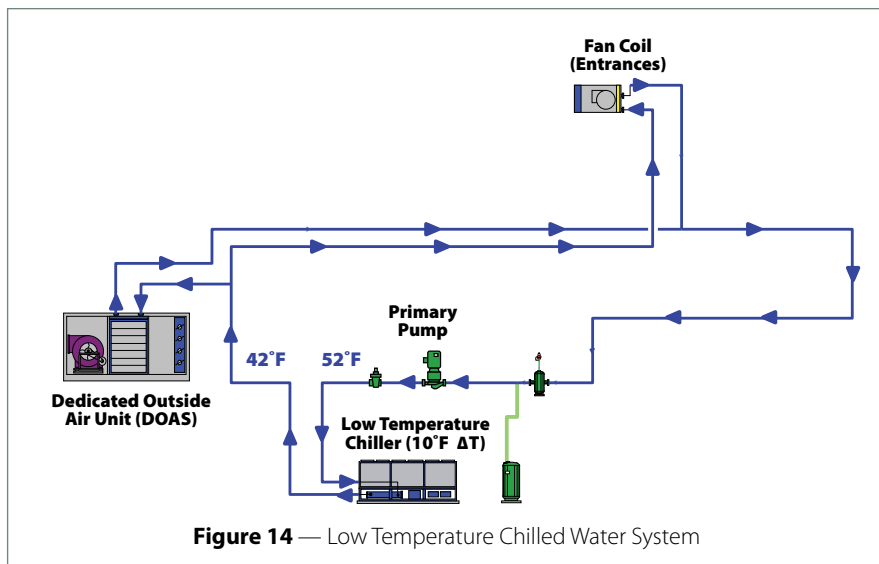 Fan Coil
(Entrances)
Primary
Pump
42˚F
52˚F
Dedicated Outside
Air Unit (DOAS)
Low Temperature
Chiller (10˚F ΔT)
Figure 14 — Low Temperature Chilled Water System